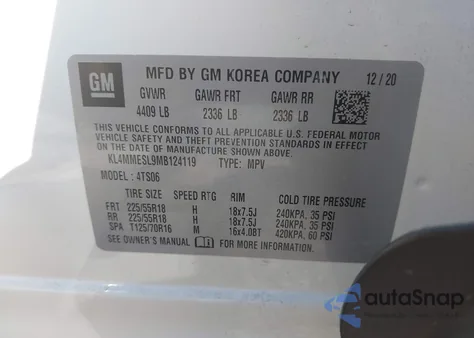 GM
MFD BY GM KOREA COMPANY 12/20
GVWR GAWR FRT GAWR RR
4409 LB 2336 LB 2336 LB
THIS VEHICLE CONFORMS TO ALL APPLICABLE U.S. FEDERAL MOTOR
VEHICLE SAFETY AND THEFT PREVENTION STANDARDS IN EFFECT
ON THE DATE OF MANUFACTURE SHOWN ABOVE.
KL4MMESL9MB124119 TYPE: MPV
MODEL: 4TS06
TIRE SIZE SPEED RTG RIM COLD TIRE PRESSURE
FRT 225/55R18 H 18x7.5J 240KPA, 35 PSI
RR 225/55R18 H 18x7.5J 240KPA, 35 PSI
SPA T125/70R16 M 16x4.0BT 420KPA, 60 PSI
SEE OWNER'S MANUAL FOR ADDITIONAL INFORMATION
autoSnap
POWERED BY